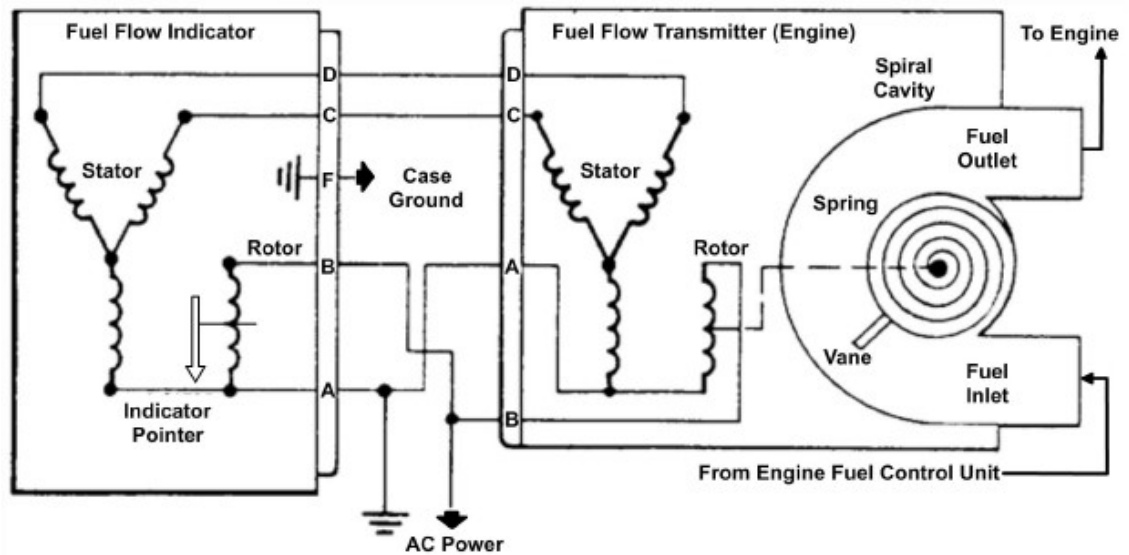 Fuel Flow Indicator
Fuel Flow Transmitter (Engine)
To Engine
D
D
Spiral
Cavity
C
C
Fuel
Outlet
Stator
F
Case
Ground
Stator
Spring
Rotor
B
A
Rotor
Vane
Fuel
Inlet
A
Indicator
Pointer
B
From Engine Fuel Control Unit
AC Power